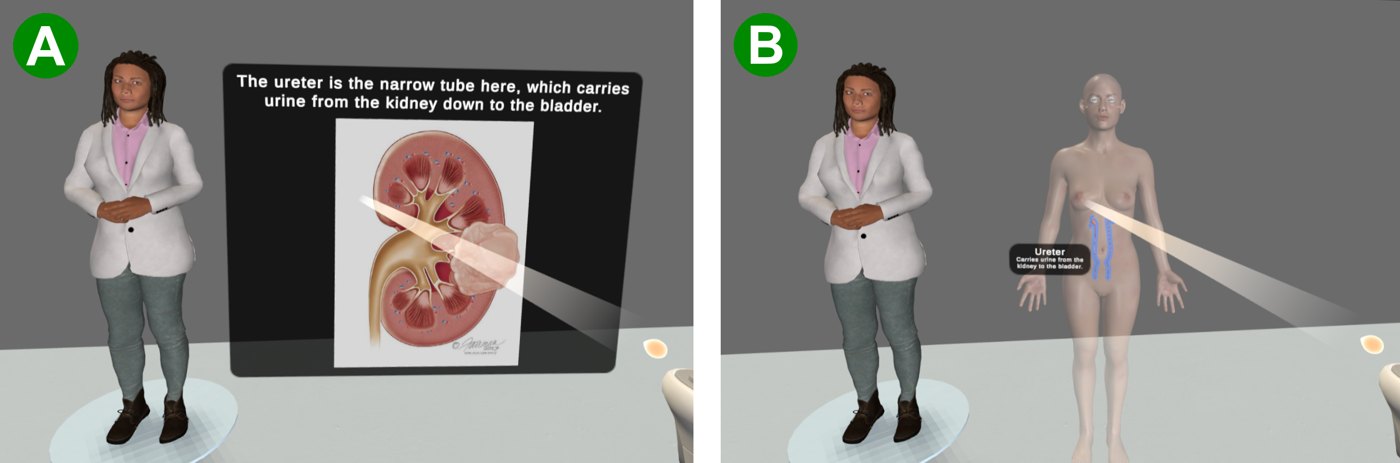 A
The ureter is the narrow tube here, which carries
urine from the kidney down to the bladder.
B
Ureter
Carries urine from the
kidney to the bladder.